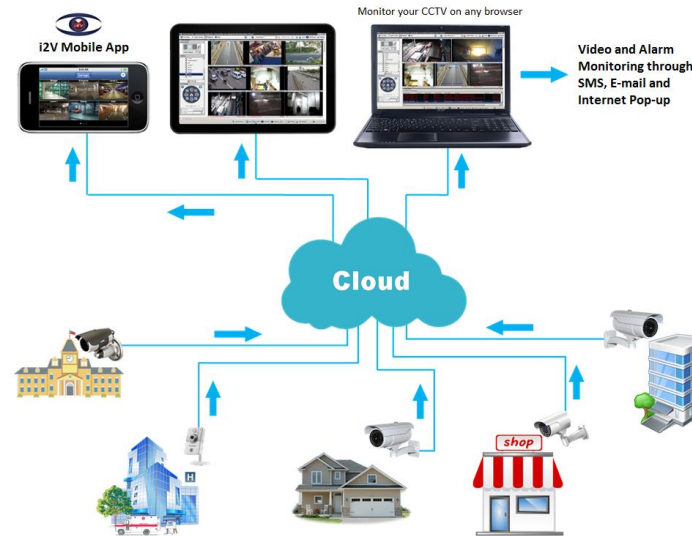 Monitor your CCTV on any browser
i2V Mobile App
Video and Alarm
Monitoring through
SMS, E-mail and
Internet Pop-up
Cloud
shop
H